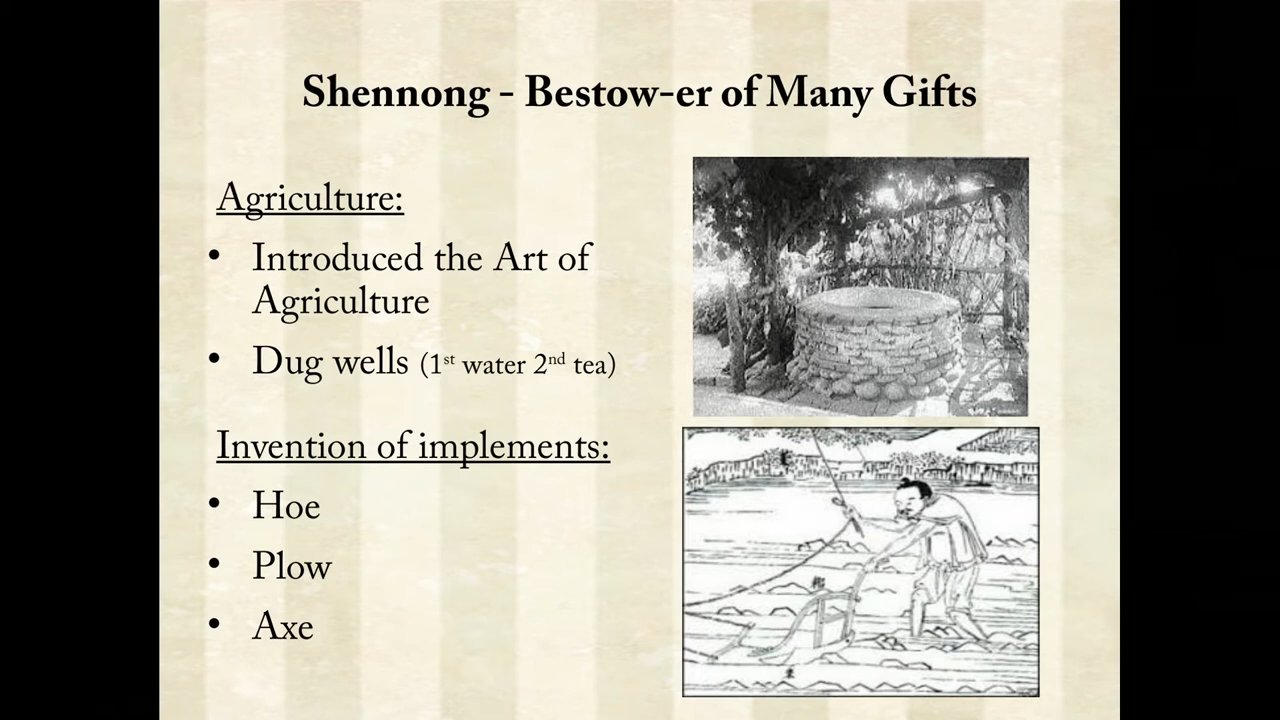 Shennong - Bestow-er of Many Gifts
Agriculture:
• Introduced the Art of
Agriculture
• Dug wells (1st water 2nd tea)
Invention of implements:
• Hoe
• Plow
• Axe